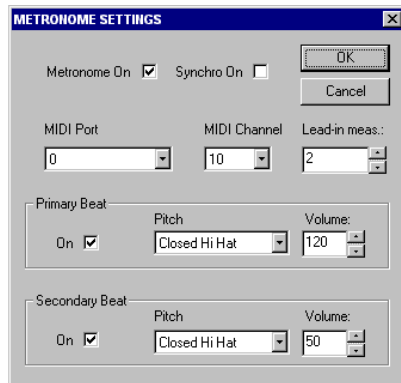 METRONOME SETTINGS
Metronome On Synchro On OK
Cancel
MIDI Port MIDI Channel Lead-in meas.:
0 10 2
Primary Beat
Pitch Volume:
On Closed Hi Hat 120
Secondary Beat
Pitch Volume:
On Closed Hi Hat 50